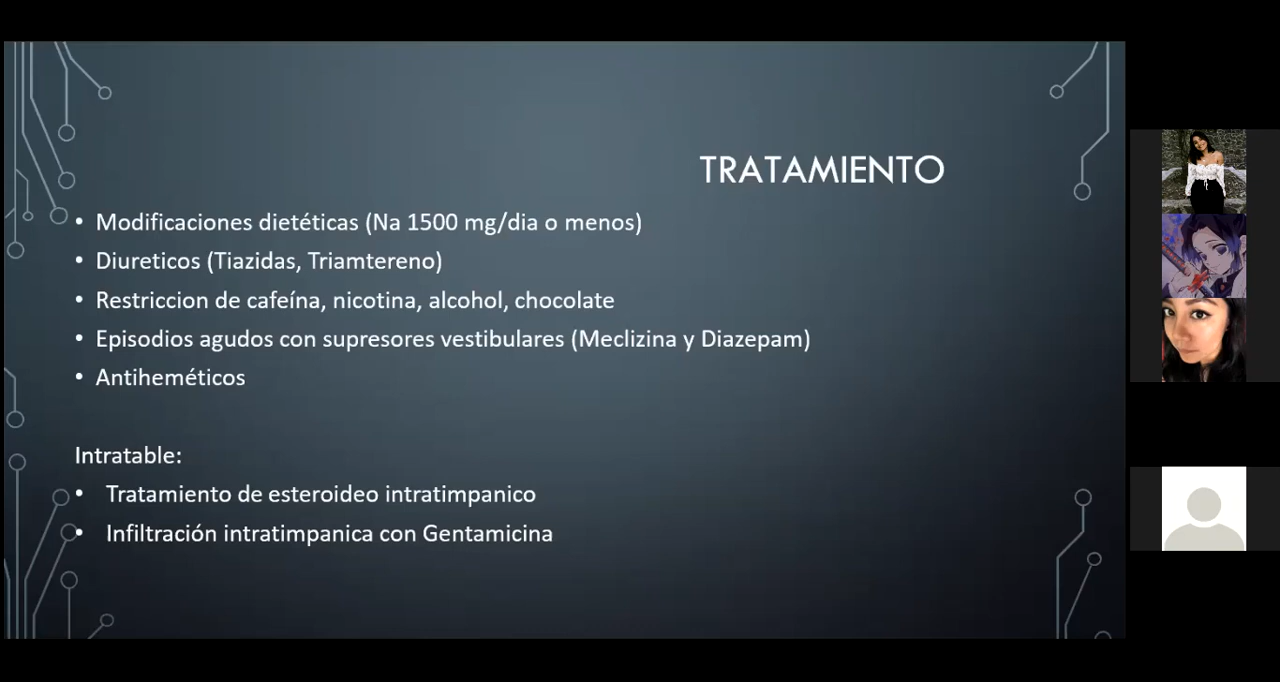 TRATAMIENTO
• Modificaciones dietéticas (Na 1500 mg/dia o menos)
• Diureticos (Tiazidas, Triamtereno)
• Restriccion de cafeína, nicotina, alcohol, chocolate
• Episodios agudos con supresores vestibulares (Meclizina y Diazepam)
• Antiheméticos
Intratable:
• Tratamiento de esteroideo intratimpanico
• Infiltración intratimpanica con Gentamicina